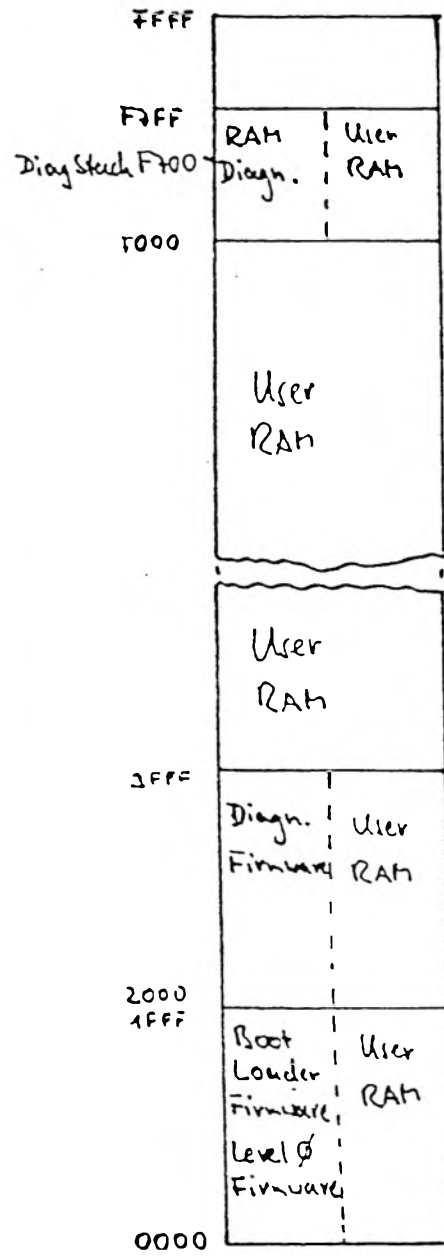 FFFF
F7FF
RAM User
Diag Stack F700 Diagn. RAM
F000
User
RAM
User
RAM
3FFF
Diagn. User
Firmware RAM
2000
1FFF
Boot User
Loader RAM
Firmware
Level Ø
Firmware
0000